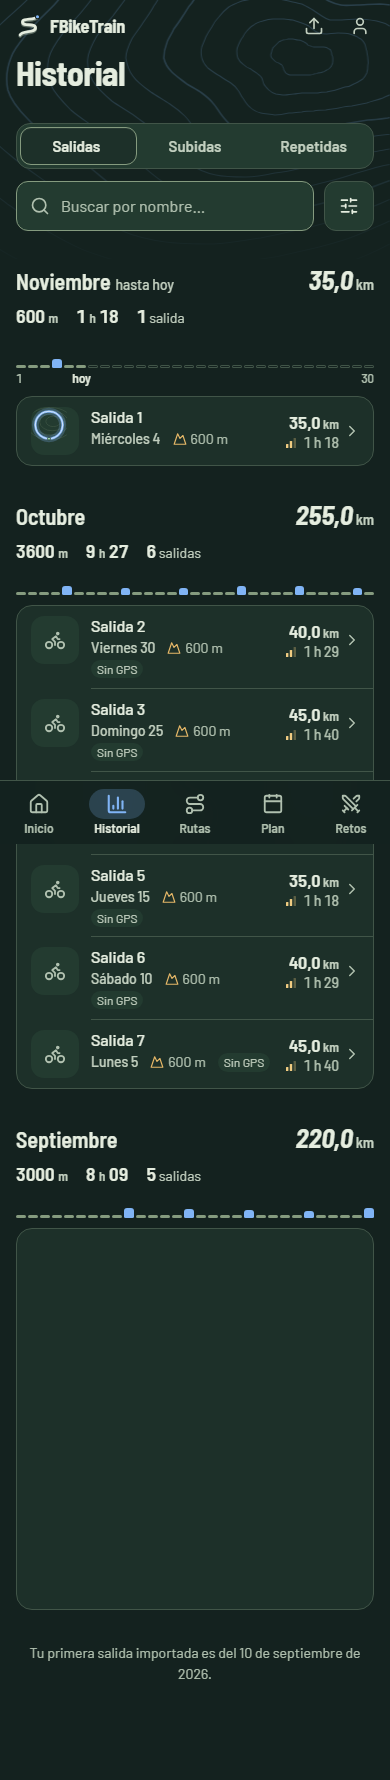 FBikeTrain
Historial
Salidas Subidas Repetidas
Buscar por nombre...
Noviembre hasta hoy 35,0 km
600 m 1 h 18 1 salida
1 hoy 30
Salida 1 35,0 km
Miércoles 4 600 m 1 h 18
Octubre 255,0 km
3600 m 9 h 27 6 salidas
Salida 2 40,0 km
Viernes 30 600 m 1 h 29
Sin GPS
Salida 3 45,0 km
Domingo 25 600 m 1 h 40
Sin GPS
Inicio Historial Rutas Plan Retos
Salida 5 35,0 km
Jueves 15 600 m 1 h 18
Sin GPS
Salida 6 40,0 km
Sábado 10 600 m 1 h 29
Sin GPS
Salida 7 45,0 km
Lunes 5 600 m Sin GPS 1 h 40
Septiembre 220,0 km
3000 m 8 h 09 5 salidas
Tu primera salida importada es del 10 de septiembre de
2026.